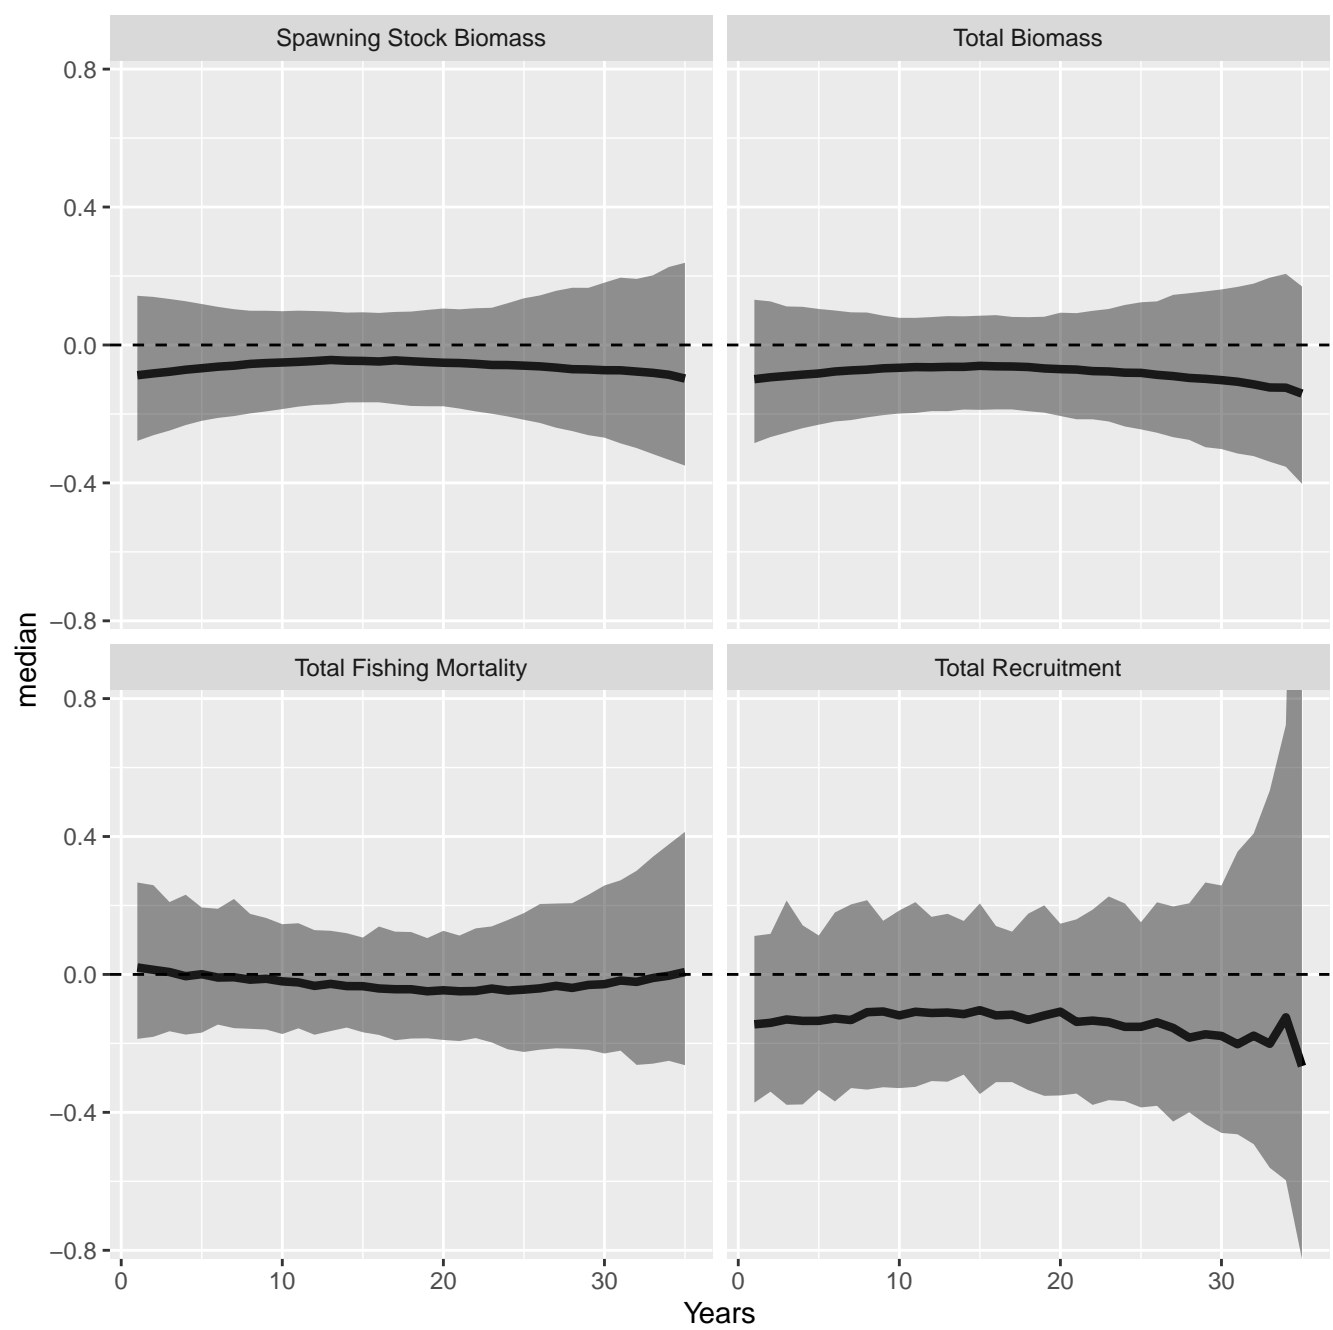 Spawning Stock Biomass
Total Biomass
0.8
0.4
0.0
−0.4
−0.8
median
Total Fishing Mortality
Total Recruitment
0.8
0.4
0.0
−0.4
−0.8
0 10 20 30
0 10 20 30
Years